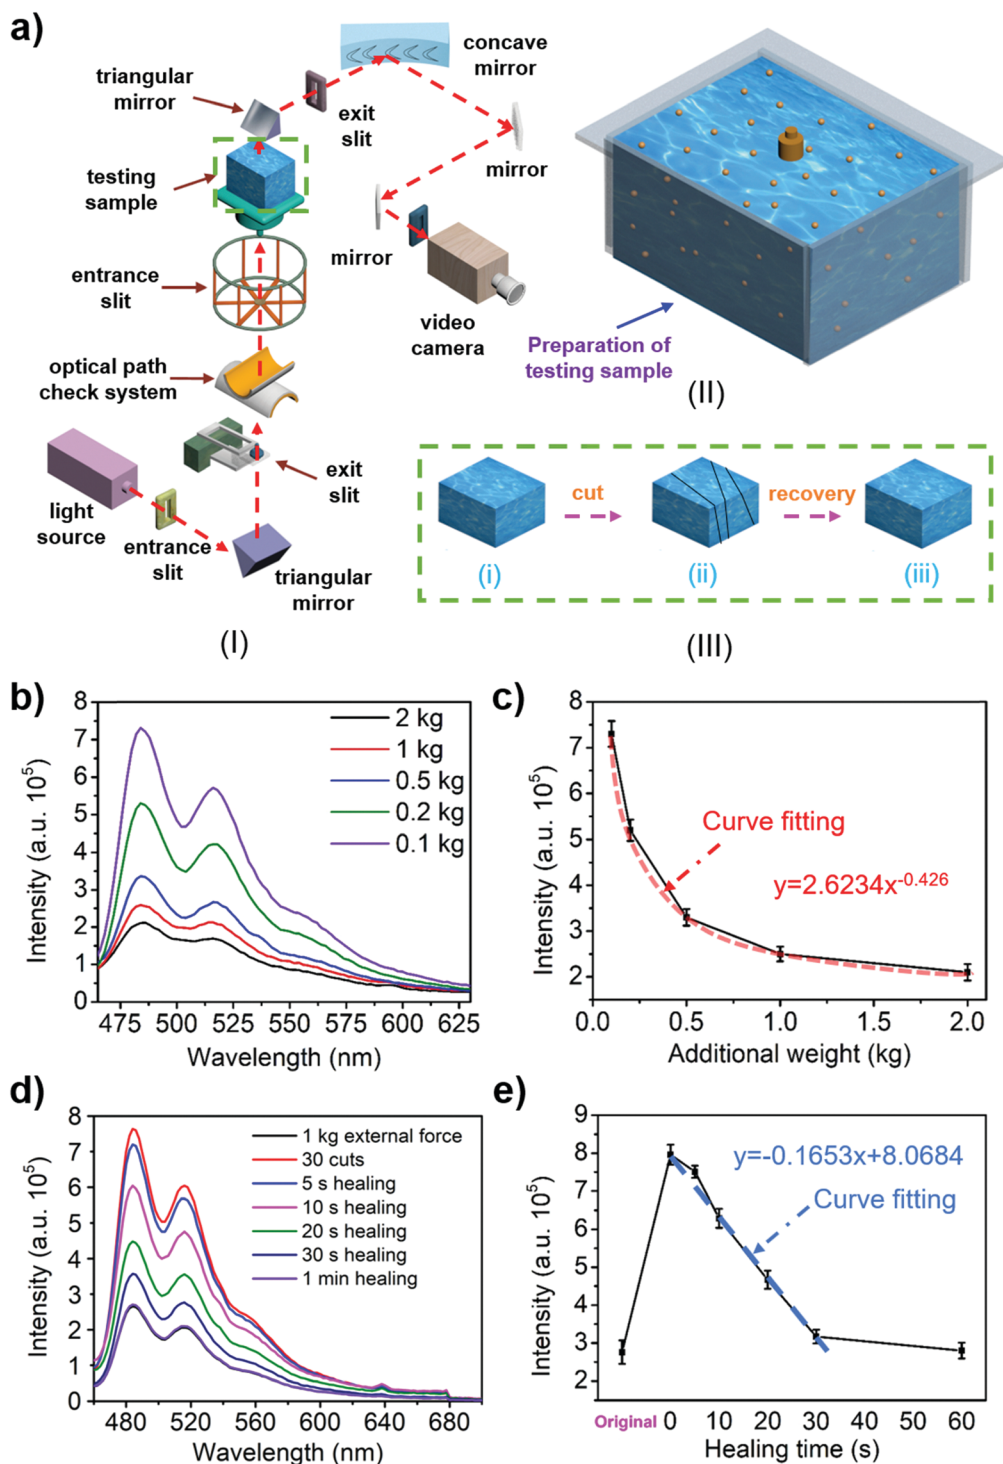 a)
triangular
mirror
exit
slit
concave
mirror
mirror
testing
sample
mirror
video
camera
entrance
slit
optical path
check system
exit
slit
light
source
entrance
slit
triangular
mirror
(I)
Preparation of
testing sample
(II)
cut
recovery
(i)
(ii)
(iii)
(III)
b)
8
7
6
5
4
3
2
1
0
Intensity (a.u. 10⁵)
2 kg
1 kg
0.5 kg
0.2 kg
0.1 kg
475 500 525 550 575 600 625
Wavelength (nm)
c)
8
7
6
5
4
3
2
Intensity (a.u. 10⁵)
Curve fitting
y=2.6234x⁻⁰·⁴²⁶
0.0 0.5 1.0 1.5 2.0
Additional weight (kg)
d)
8
7
6
5
4
3
2
1
0
Intensity (a.u. 10⁵)
1 kg external force
30 cuts
5 s healing
10 s healing
20 s healing
30 s healing
1 min healing
480 520 560 600 640 680
Wavelength (nm)
e)
9
8
7
6
5
4
3
2
Intensity (a.u. 10⁵)
y=-0.1653x+8.0684
Curve fitting
Original 0 10 20 30 40 50 60
Healing time (s)